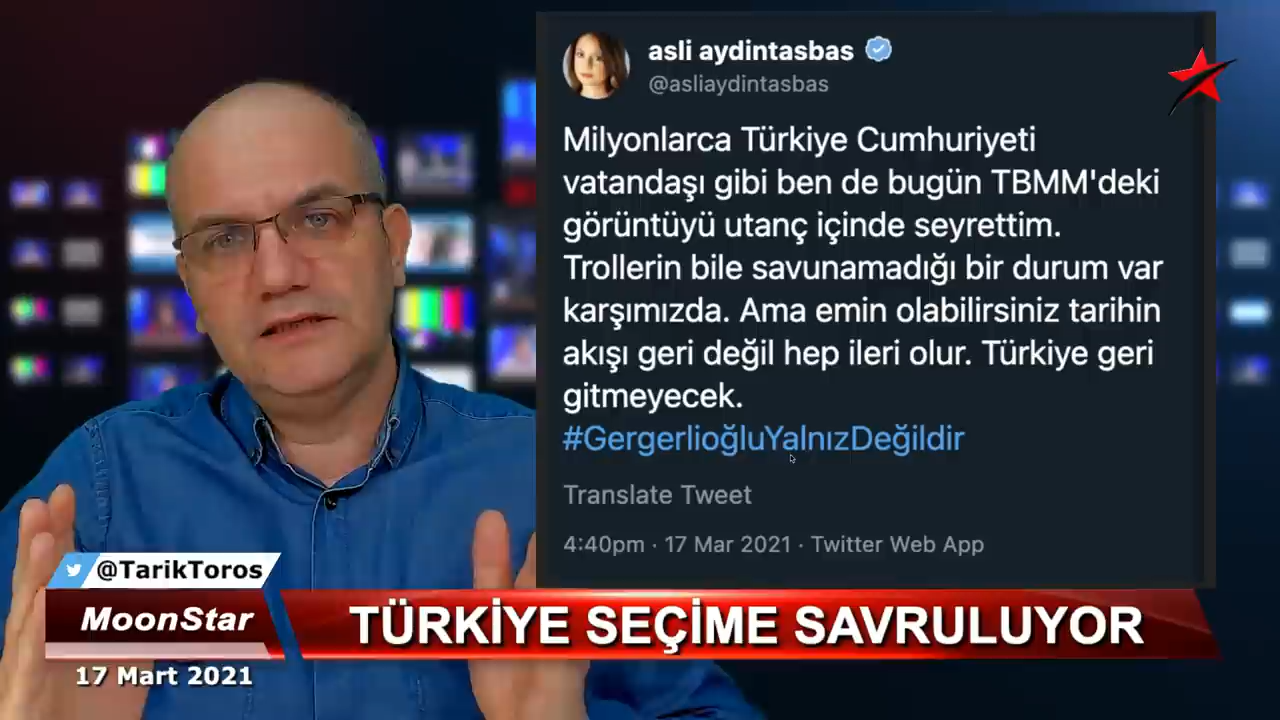 asli aydintasbas
@asliaydintasbas
Milyonlarca Türkiye Cumhuriyeti
vatandaşı gibi ben de bugün TBMM'deki
görüntüyü utanç içinde seyrettim.
Trollerin bile savunamadığı bir durum var
karşımızda. Ama emin olabilirsiniz tarihin
akışı geri değil hep ileri olur. Türkiye geri
gitmeyecek.
#GergerlioğluYalnızDeğildir
Translate Tweet
4:40pm · 17 Mar 2021 · Twitter Web App
@TarikToros
MoonStar
TÜRKİYE SEÇİME SAVRULUYOR
17 Mart 2021